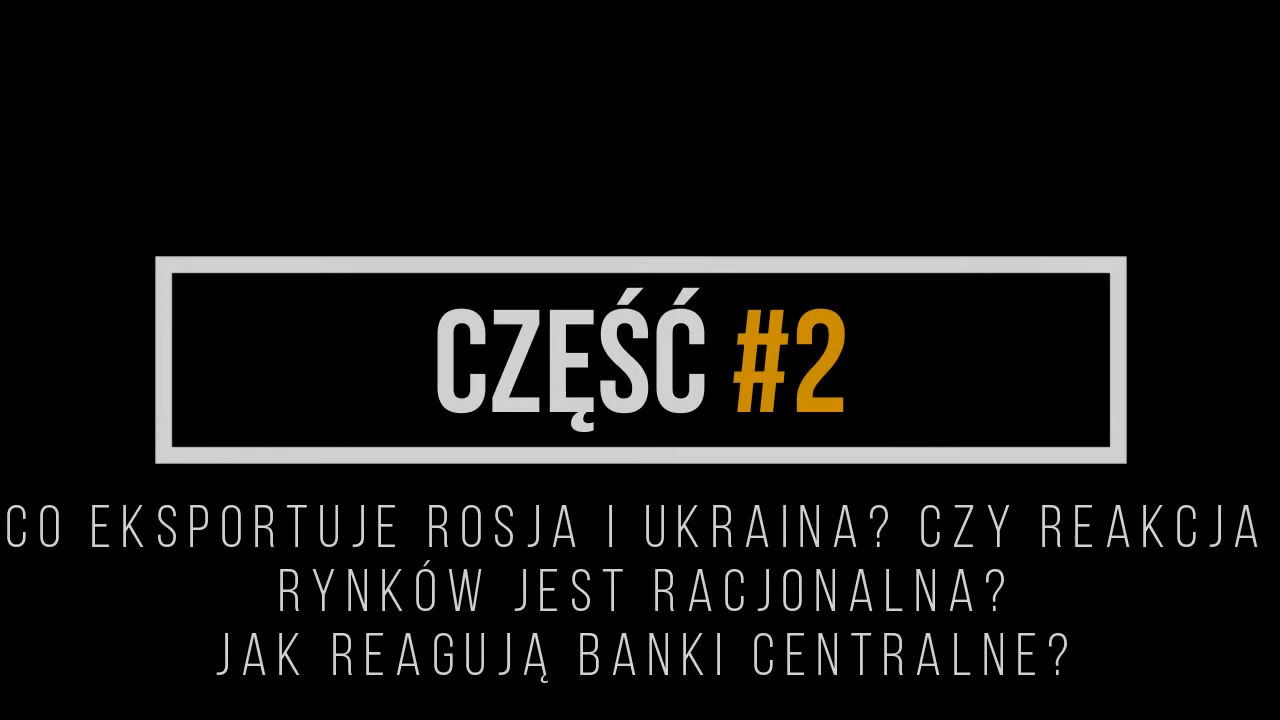 CZĘŚĆ #2
CO EKSPORTUJE ROSJA I UKRAINA? CZY REAKCJA
RYNKÓW JEST RACJONALNA?
JAK REAGUJĄ BANKI CENTRALNE?